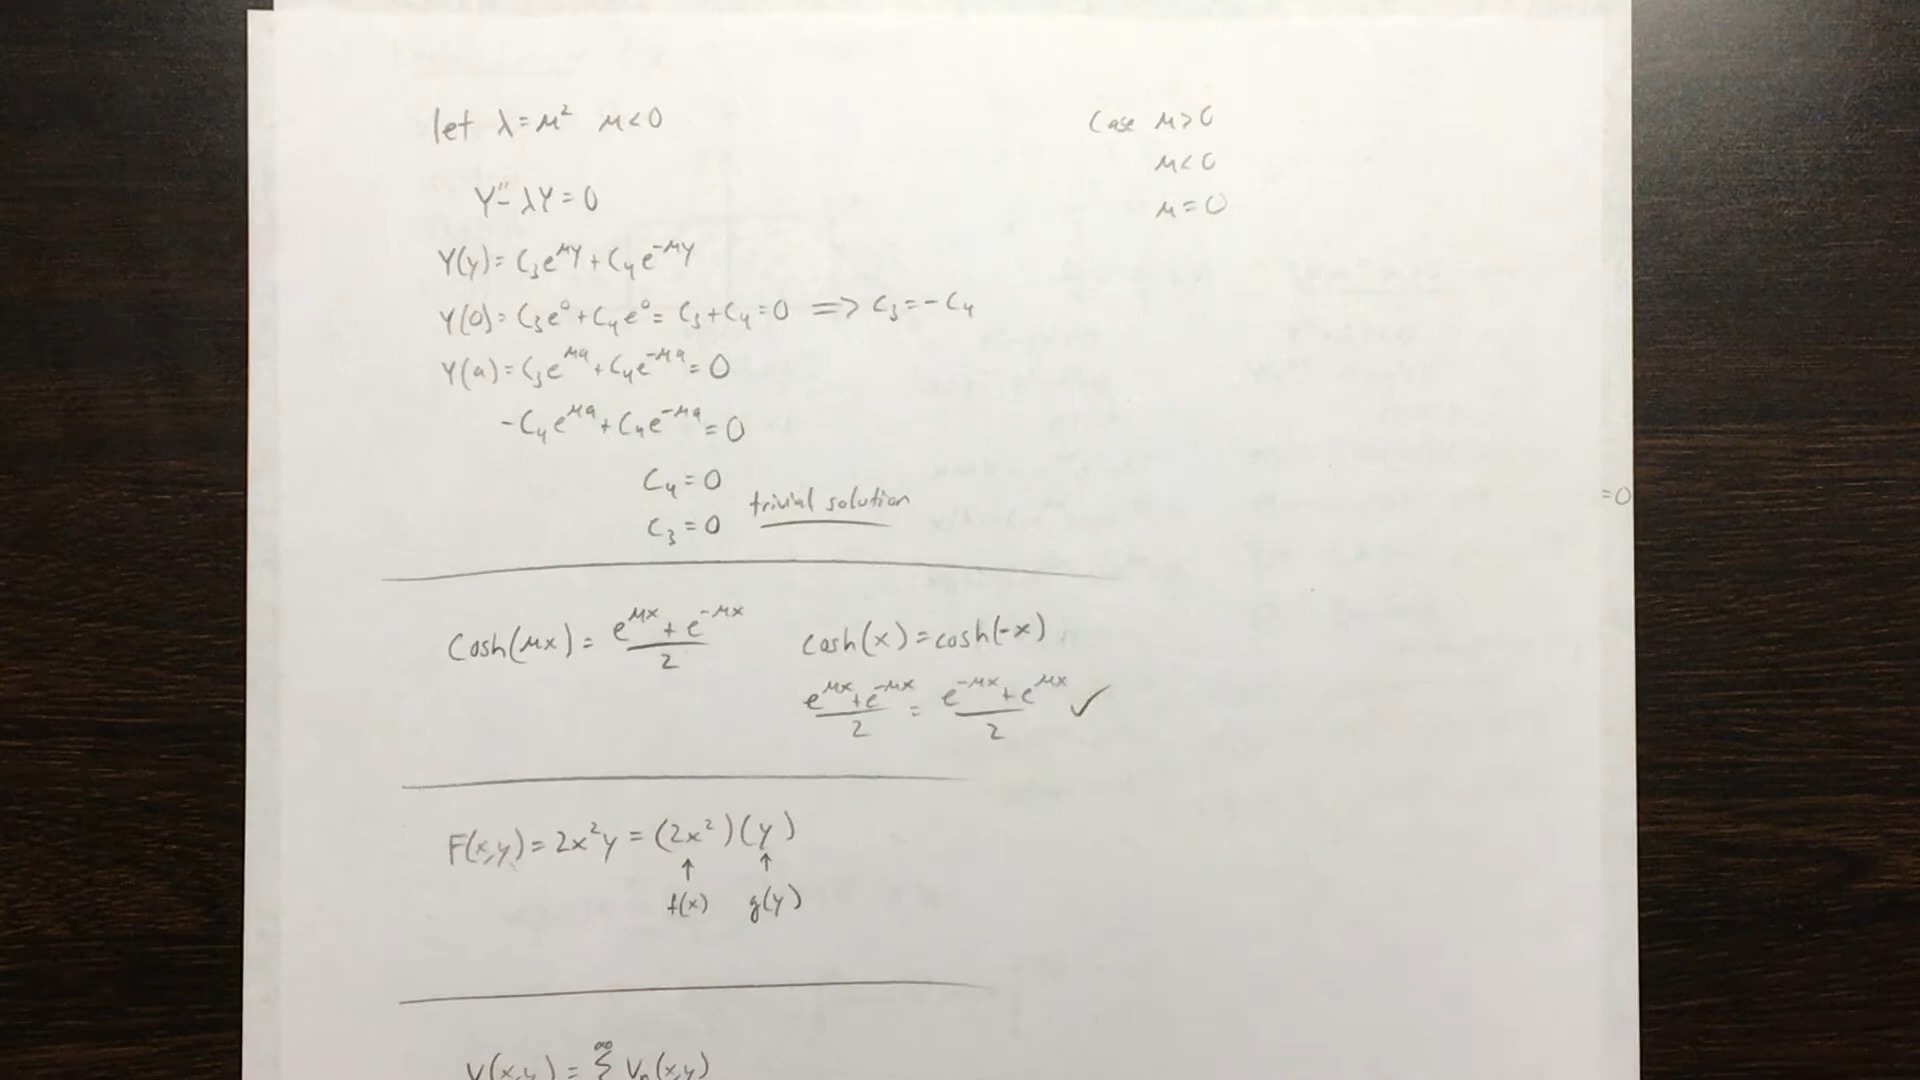 let λ = μ² μ < 0
Case μ > 0
μ < 0
μ = 0
Y'' - λY = 0
Y(y) = C₃e^{μy} + C₄e^{-μy}
Y(0) = C₃e⁰ + C₄e⁰ = C₃ + C₄ = 0 => C₃ = -C₄
Y(a) = C₃e^{μa} + C₄e^{-μa} = 0
-C₄e^{μa} + C₄e^{-μa} = 0
C₄ = 0
C₃ = 0 trivial solution
= 0
Cosh(μx) = (e^{μx} + e^{-μx})/2 cosh(x) = cosh(-x)
(e^{μx} + e^{-μx})/2 = (e^{-μx} + e^{μx})/2 ✓
F(x,y) = 2x²y = (2x²)(y)
↑ ↑
f(x) g(y)
V(x,y) = ∑^∞ Vₙ(x,y)